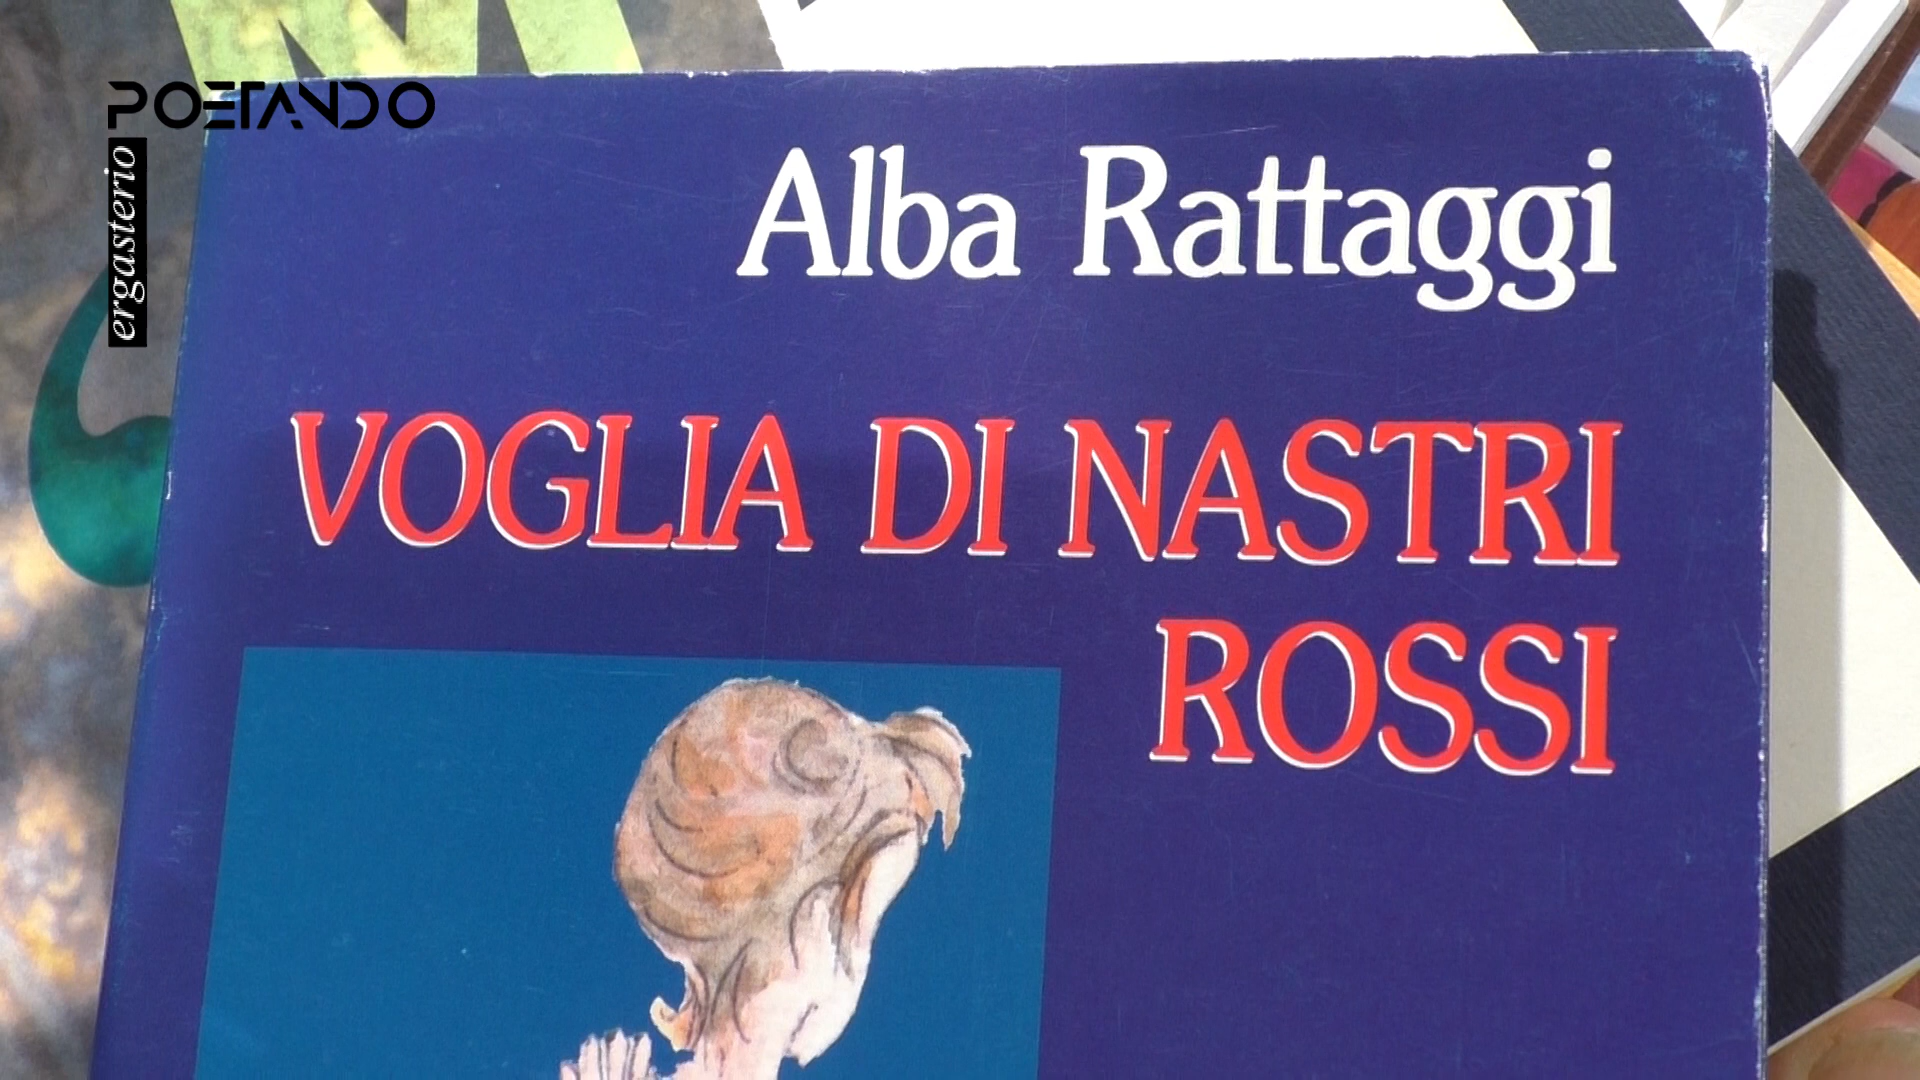 POETANDO
ergasterio
Alba Rattaggi
VOGLIA DI NASTRI
ROSSI